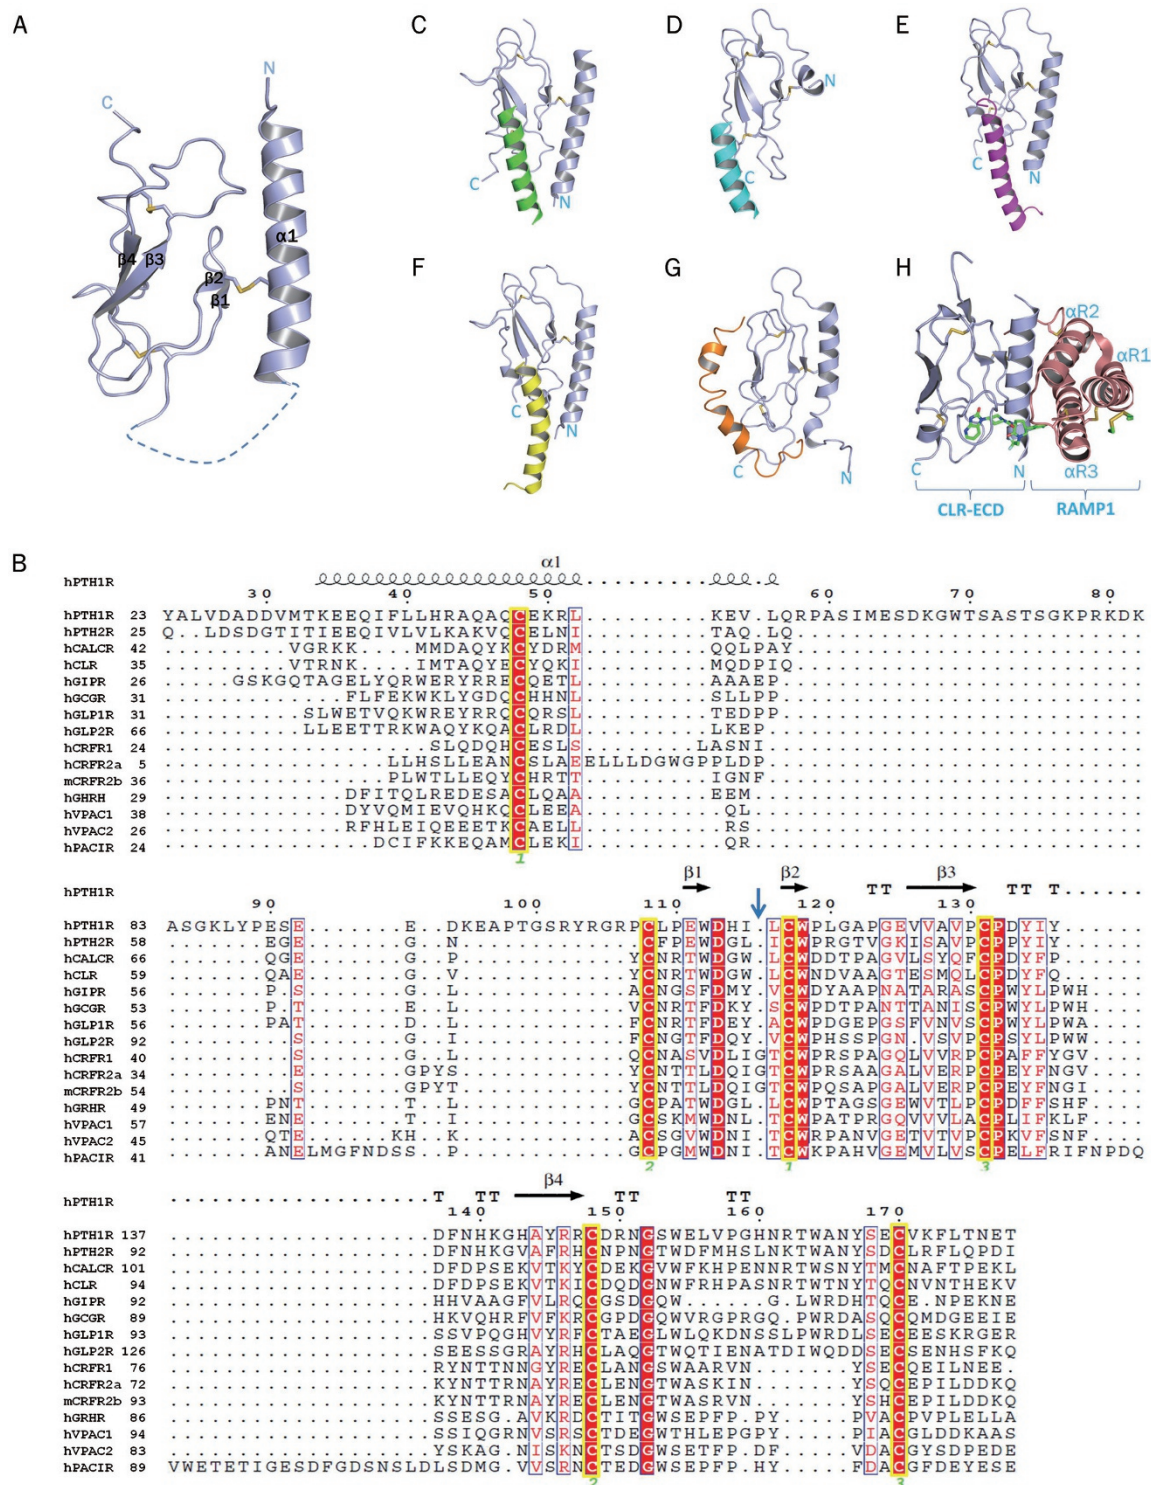 A
N
C
α1
β4 β3
β2
β1
C
C
N
D
N
C
E
C
N
F
C
N
G
C
N
H
αR2
αR1
αR3
C
N
CLR-ECD
RAMP1
B
hPTH1R α1
30 40 50 60 70 80
hPTH1R 23 YALVDADDVMTKEEQIFLLHRAQAQCEKRL.........KEV.LQRPASIMESDKGWTSASTSGKPRKDK
hPTH2R 25 Q..LDSDGTITIEEQIVLVLKAKVQCELNI.........TAQ.LQ.........................
hCALCR 42 .........VGRKK....MMDAQYKCYDRM.........QQLPAY.........................
hCLR 35 .........VTRNK....IMTAQYECYQKI.........MQDPIQ.........................
hGIPR 26 .....GSKGQTAGELYQRWERYRRECQETL.........AAAEP..........................
hGCGR 31 .............FLFEKWKLYGDQCHHNL.........SLLPP..........................
hGLP1R 31 ..........SLWETVQKWREYRRQCQRSL.........TEDPP..........................
hGLP2R 66 ..........LLEETTRKWAQYKQACLRDL.........LKEP...........................
hCRFR1 24 ...................SLQDQHCESLS........LASNI...........................
hCRFR2a 5 ................LLHSLLEANCSLAEELLLDGWGPPLDP...........................
mCRFR2b 36 ................PLWTLLEQYCHRTT.........IGNF...........................
hGHRH 29 .............DFITQLREDESACLQAA.........EEM............................
hVPAC1 38 .............DYVQMIEVQHKQCLEEA.........QL.............................
hVPAC2 26 .............RFHLEIQEEETKCAELL.........RS.............................
hPACIR 24 ...............DCIFKKEQAMCLEKI.........QR.............................
1
hPTH1R β1 β2 TT β3 TT T.......
90 100 110 120 130
hPTH1R 83 ASGKLYPESE.......E..DKEAPTGSRYRGRPCLPEWDHI.LCWPLGAPGEVVAVPCPDYIY......
hPTH2R 58 .......EGE.......G..N.............CFPEWDGL.ICWPRGTVGKISAVPCPPYIY......
hCALCR 66 .......QGE.......G..P............YCNRTWDGW.LCWDDTPAGVLSYQFCPDYFP......
hCLR 59 .......QAE.......G..V............YCNRTWDGW.LCWNDVAAGTESMQLCPDYFQ......
hGIPR 56 .......P.S.......G..L............ACNGSFDMY.VCWDYAAPNATARASCPWYLPWH....
hGCGR 53 .......P.T.......E..L............VCNRTFDKY.SCWPDTPANTTANISCPWYLPWH....
hGLP1R 56 .......PAT.......D..L............FCNRTFDEY.ACWPDGEPGSFVNVSCPWYLPWA....
hGLP2R 92 .........S.......G..I............YCNGTFDQY.VCWPHSSPGNVSVPCPSYLPWW....
hCRFR1 40 .........S.......G..L............QCNASVDLIGTCWPRSPAGQLVVRPCPAFFYGV....
hCRFR2a 34 .........E.......GPYS............YCNTTLDQIGTCWPRSAAGALVERPCPEYFNGV....
mCRFR2b 54 .........S.......GPYT............YCNTTLDQIGTCWPQSAPGALVERPCPEYFNGI....
hGRHR 49 .......PNT.......T..L............GCPATWDGL.LCWPTAGSGEWVTLPCPDFFSHF....
hVPAC1 57 .......ENE.......T..I............GCSKMWDNL.TCWPATPRGQVVVLACPLIFKLF....
hVPAC2 45 .......QTE......KH..K............ACSGVWDNI.TCWRPANVGETVTVPCPKVFSNF....
hPACIR 41 .......ANELMGFNDSS..P............GCPGMWDNI.TCWKPAHVGEMVLVSCPELFRIFNPDQ
2 1 3
hPTH1R ...................T TT β4 TT TT
140 150 160 170
hPTH1R 137 ...................DFNHKGHAYRRCDRNGSWELVPGHNRTWANYSECVKFLTNET
hPTH2R 92 ...................DFNHKGVAFRHCNPNGTWDFMHSLNKTWANYSDCLRFLQPDI
hCALCR 101 ...................DFDPSEKVTKYCDEKGVWFKHPENNRTWSNYTMCNAFTPEKL
hCLR 94 ...................DFDPSEKVTKICDQDGNWFRHPASNRTWTNYTQCNVNTHEKV
hGIPR 92 ...................HHVAAGFVLRQCGSDGQW......G.LWRDHTQCE.NPEKNE
hGCGR 89 ...................HKVQHRFVFKRCGPDGQWVRGPRGQ.PWRDASQCQMDGEEIE
hGLP1R 93 ...................SSVPQGHVYRFCTAEGLWLQKDNSSLPWRDLSECEESKRGER
hGLP2R 126 ...................SEESSGRAYRHCLAQGTWQTIENATDIWQDDSECSENHSFKQ
hCRFR1 76 ...................RYNTTNNGYRECLANGSWAARVN......YSECQEILNEE.
hCRFR2a 72 ...................KYNTTRNAYRECLENGTWASKIN......YSQCEPILDDKQ
mCRFR2b 93 ...................KYNTTRNAYRECLENGTWASRVN......YSHCEPILDDKQ
hGRHR 86 ...................SSESG.AVKRDCTITGWSEPFP.PY.....PVACPVPLELLA
hVPAC1 94 ...................SSIQGRNVSRSCTDEGWTHLEPGPY.....PIACGLDDKAAS
hVPAC2 83 ...................YSKAG.NISKNCTSDGWSETFP.DF.....VDACGYSDPEDE
hPACIR 89 VWETETIGESDFGDSNSLDLSDMG.VVSRNCTEDGWSEPFP.HY.....FDACGFDEYESE
2 3